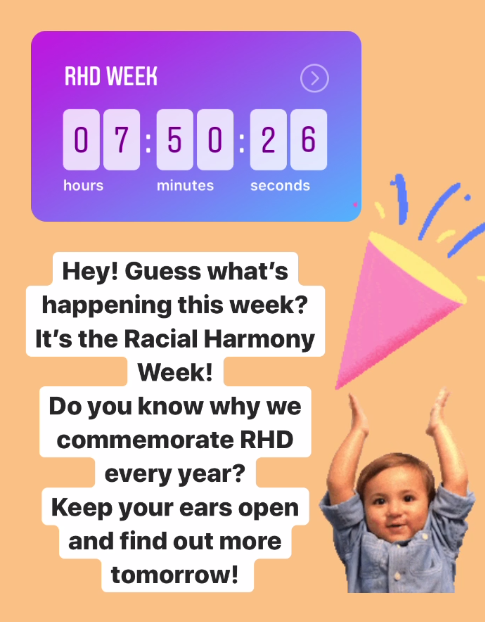 RHD WEEK
07:50:26
hours minutes seconds
Hey! Guess what's
happening this week?
It's the Racial Harmony
Week!
Do you know why we
commemorate RHD
every year?
Keep your ears open
and find out more
tomorrow!